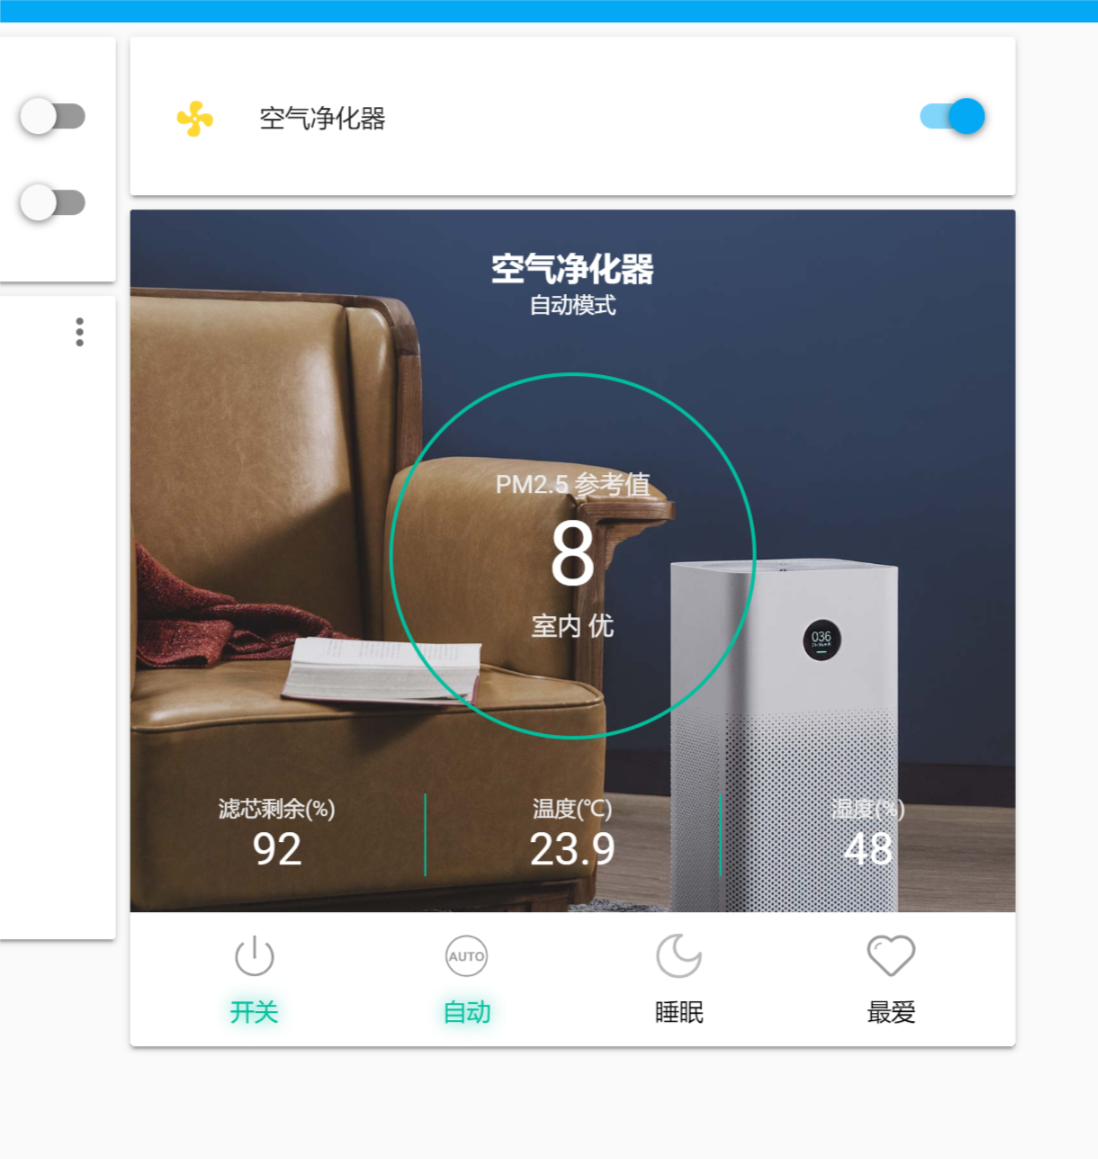 空气净化器
空气净化器
自动模式
PM2.5 参考值
8
室内 优
036
滤芯剩余(%)
92
温度(℃)
23.9
湿度(%)
48
AUTO
开关
自动
睡眠
最爱